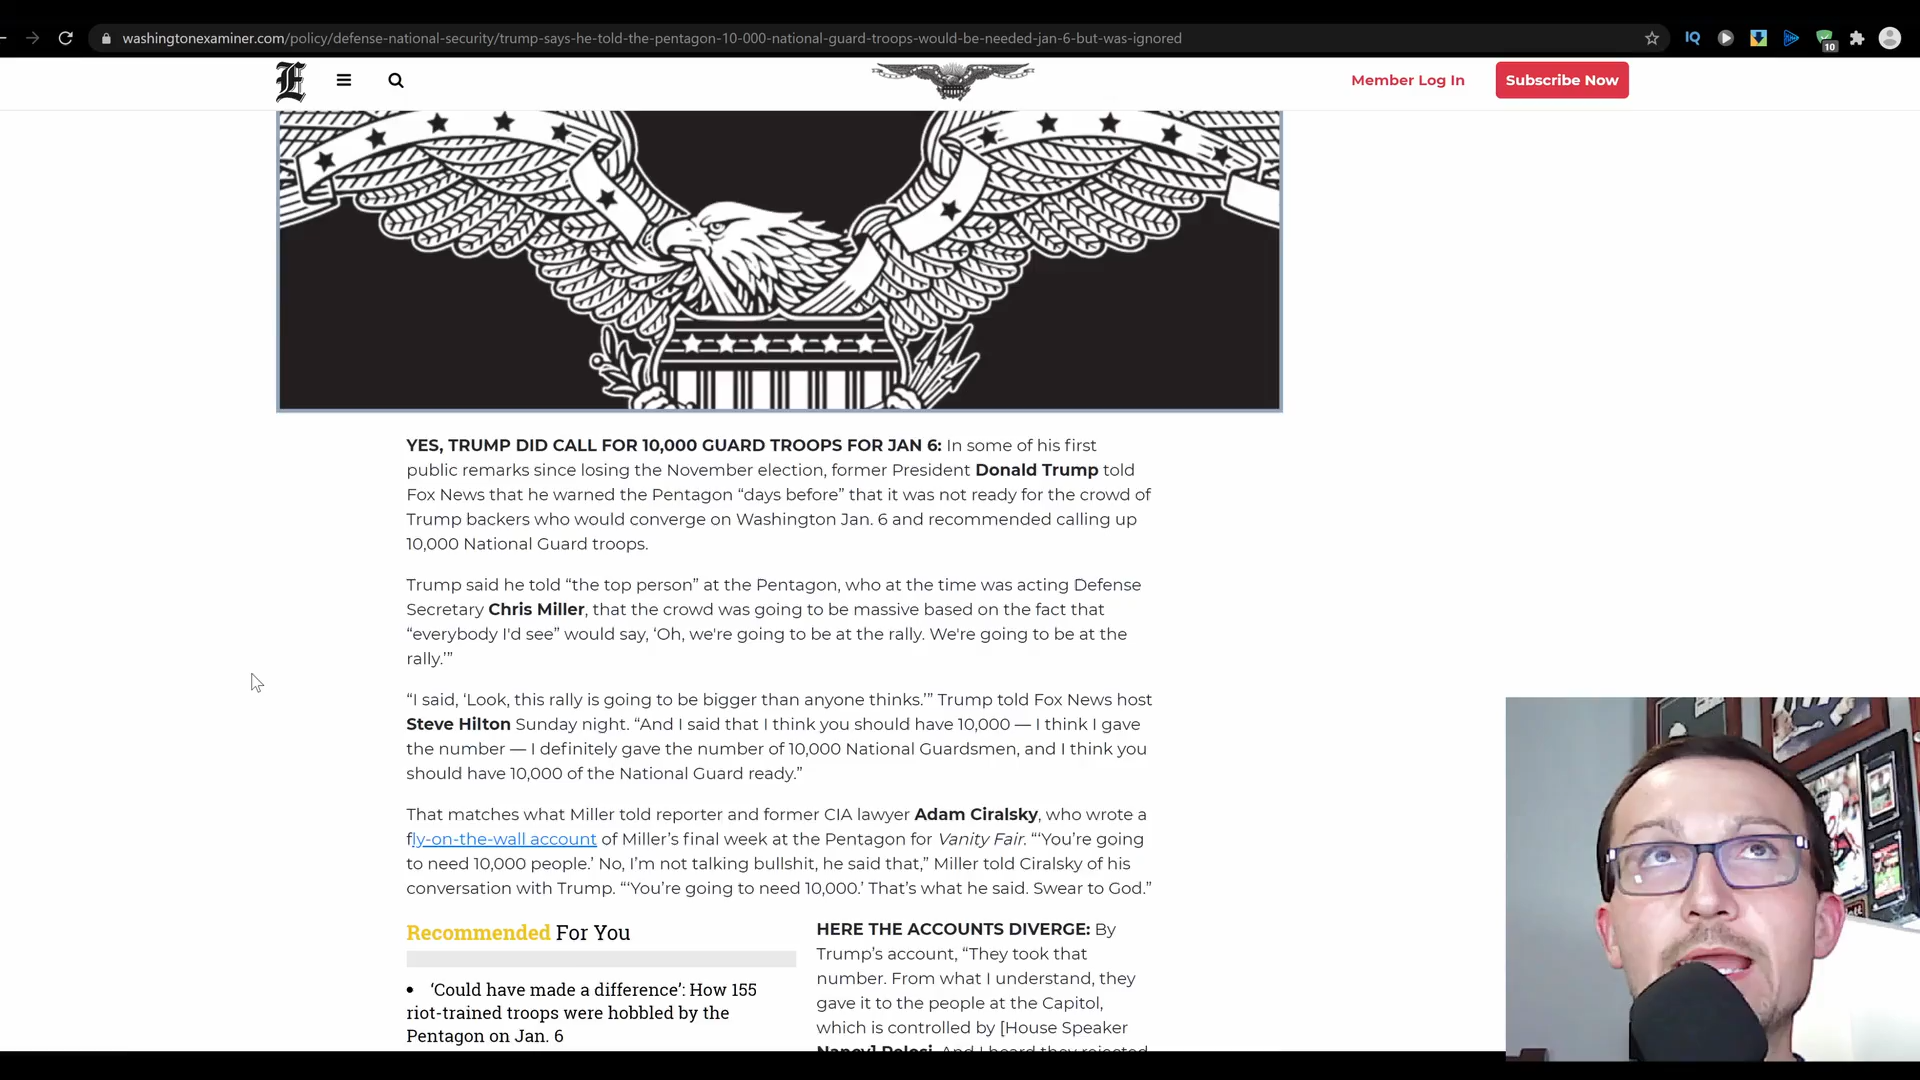 washingtonexaminer.com/policy/defense-national-security/trump-says-he-told-the-pentagon-10-000-national-guard-troops-would-be-needed-jan-6-but-was-ignored
IQ
10
E
Member Log In
Subscribe Now
YES, TRUMP DID CALL FOR 10,000 GUARD TROOPS FOR JAN 6: In some of his first
public remarks since losing the November election, former President Donald Trump told
Fox News that he warned the Pentagon “days before” that it was not ready for the crowd of
Trump backers who would converge on Washington Jan. 6 and recommended calling up
10,000 National Guard troops.
Trump said he told “the top person” at the Pentagon, who at the time was acting Defense
Secretary Chris Miller, that the crowd was going to be massive based on the fact that
“everybody I'd see” would say, ‘Oh, we're going to be at the rally. We're going to be at the
rally.’”
“I said, ‘Look, this rally is going to be bigger than anyone thinks.’” Trump told Fox News host
Steve Hilton Sunday night. “And I said that I think you should have 10,000 — I think I gave
the number — I definitely gave the number of 10,000 National Guardsmen, and I think you
should have 10,000 of the National Guard ready.”
That matches what Miller told reporter and former CIA lawyer Adam Ciralsky, who wrote a
fly-on-the-wall account of Miller’s final week at the Pentagon for Vanity Fair. “‘You’re going
to need 10,000 people.’ No, I’m not talking bullshit, he said that,” Miller told Ciralsky of his
conversation with Trump. “‘You’re going to need 10,000.’ That’s what he said. Swear to God.”
Recommended For You
• ‘Could have made a difference’: How 155
riot-trained troops were hobbled by the
Pentagon on Jan. 6
HERE THE ACCOUNTS DIVERGE: By
Trump’s account, “They took that
number. From what I understand, they
gave it to the people at the Capitol,
which is controlled by [House Speaker
Nancy] Pelosi. And I heard they rejected